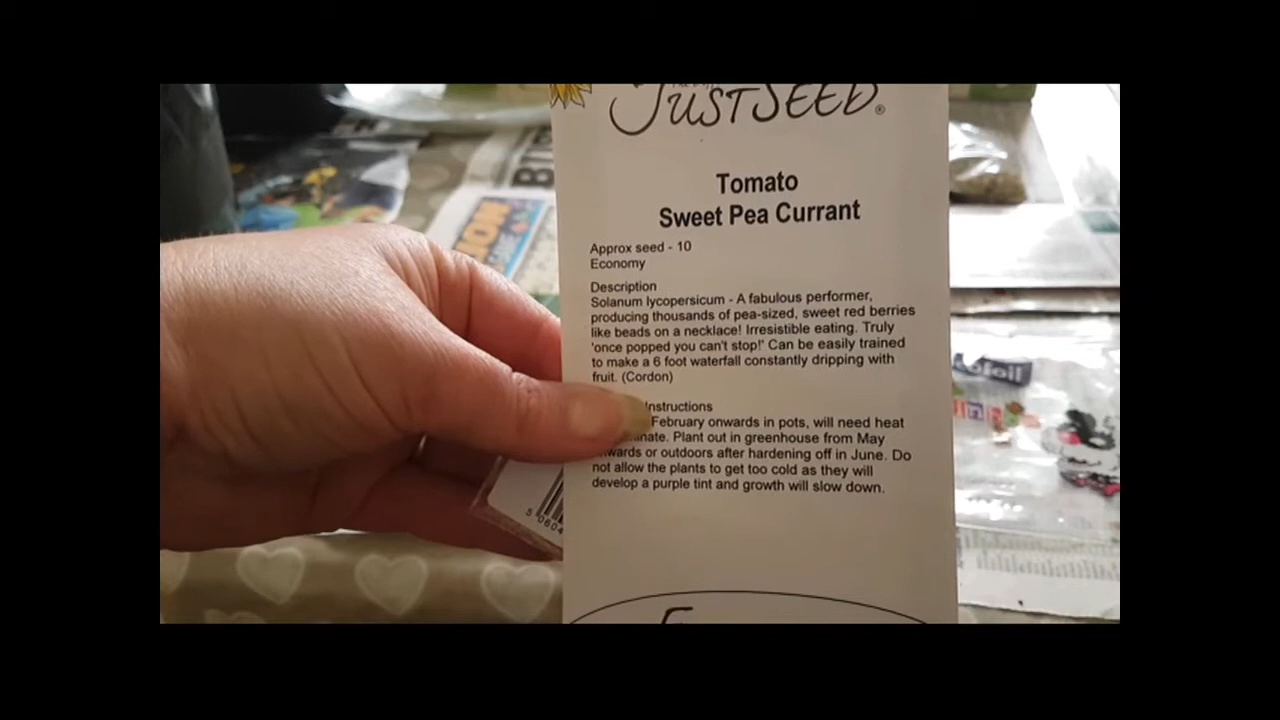 JUSTSEED®
Tomato
Sweet Pea Currant
Approx seed - 10
Economy
Description
Solanum lycopersicum - A fabulous performer,
producing thousands of pea-sized, sweet red berries
like beads on a necklace! Irresistible eating. Truly
'once popped you can't stop!' Can be easily trained
to make a 6 foot waterfall constantly dripping with
fruit. (Cordon)
Instructions
February onwards in pots, will need heat
Plant out in greenhouse from May
or outdoors after hardening off in June. Do
not allow the plants to get too cold as they will
develop a purple tint and growth will slow down.
5 0604